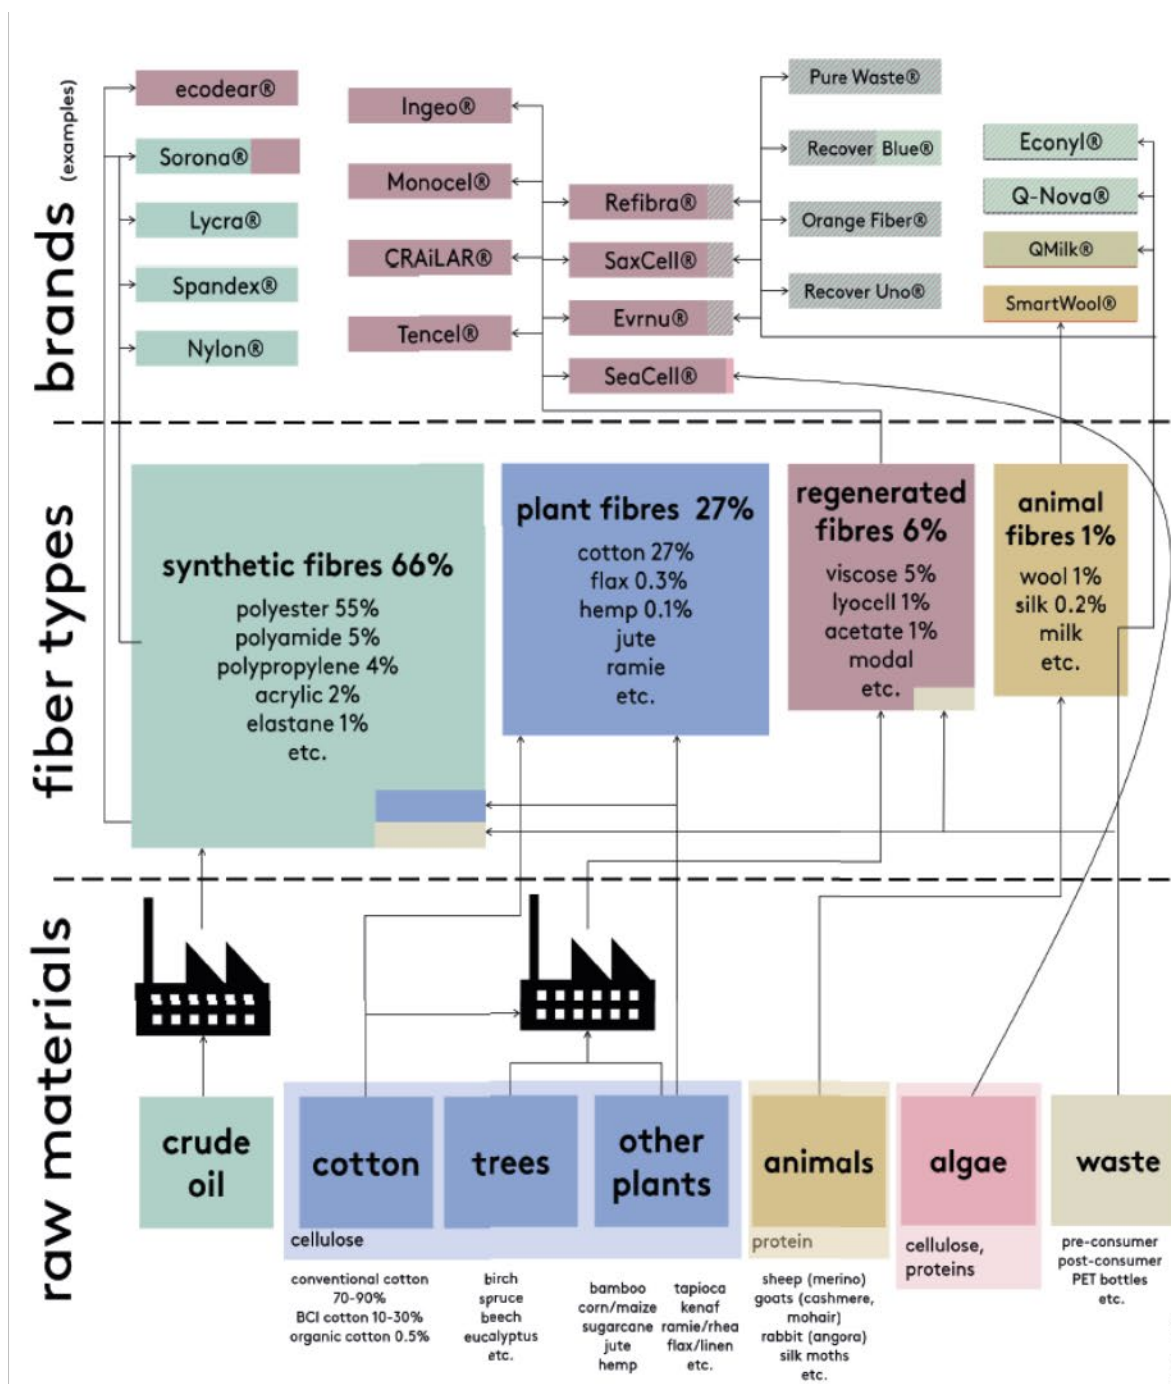 brands
(examples)
ecodear®
Sorona®
Lycra®
Spandex®
Nylon®
Ingeo®
Monocel®
CRAiLAR®
Tencel®
Refibra®
SaxCell®
Evrnu®
SeaCell®
Pure Waste®
Recover Blue®
Orange Fiber®
Recover Uno®
Econyl®
Q-Nova®
QMilk®
SmartWool®
fiber types
synthetic fibres 66%
polyester 55%
polyamide 5%
polypropylene 4%
acrylic 2%
elastane 1%
etc.
plant fibres 27%
cotton 27%
flax 0.3%
hemp 0.1%
jute
ramie
etc.
regenerated
fibres 6%
viscose 5%
lyocell 1%
acetate 1%
modal
etc.
animal
fibres 1%
wool 1%
silk 0.2%
milk
etc.
raw materials
crude
oil
cotton
trees
other
plants
cellulose
animals
protein
algae
cellulose,
proteins
waste
conventional cotton
70-90%
BCI cotton 10-30%
organic cotton 0.5%
birch
spruce
beech
eucalyptus
etc.
bamboo
corn/maize
sugarcane
jute
hemp
tapioca
kenaf
ramie/rhea
flax/linen
etc.
sheep (merino)
goats (cashmere,
mohair)
rabbit (angora)
silk moths
etc.
pre-consumer
post-consumer
PET bottles
etc.